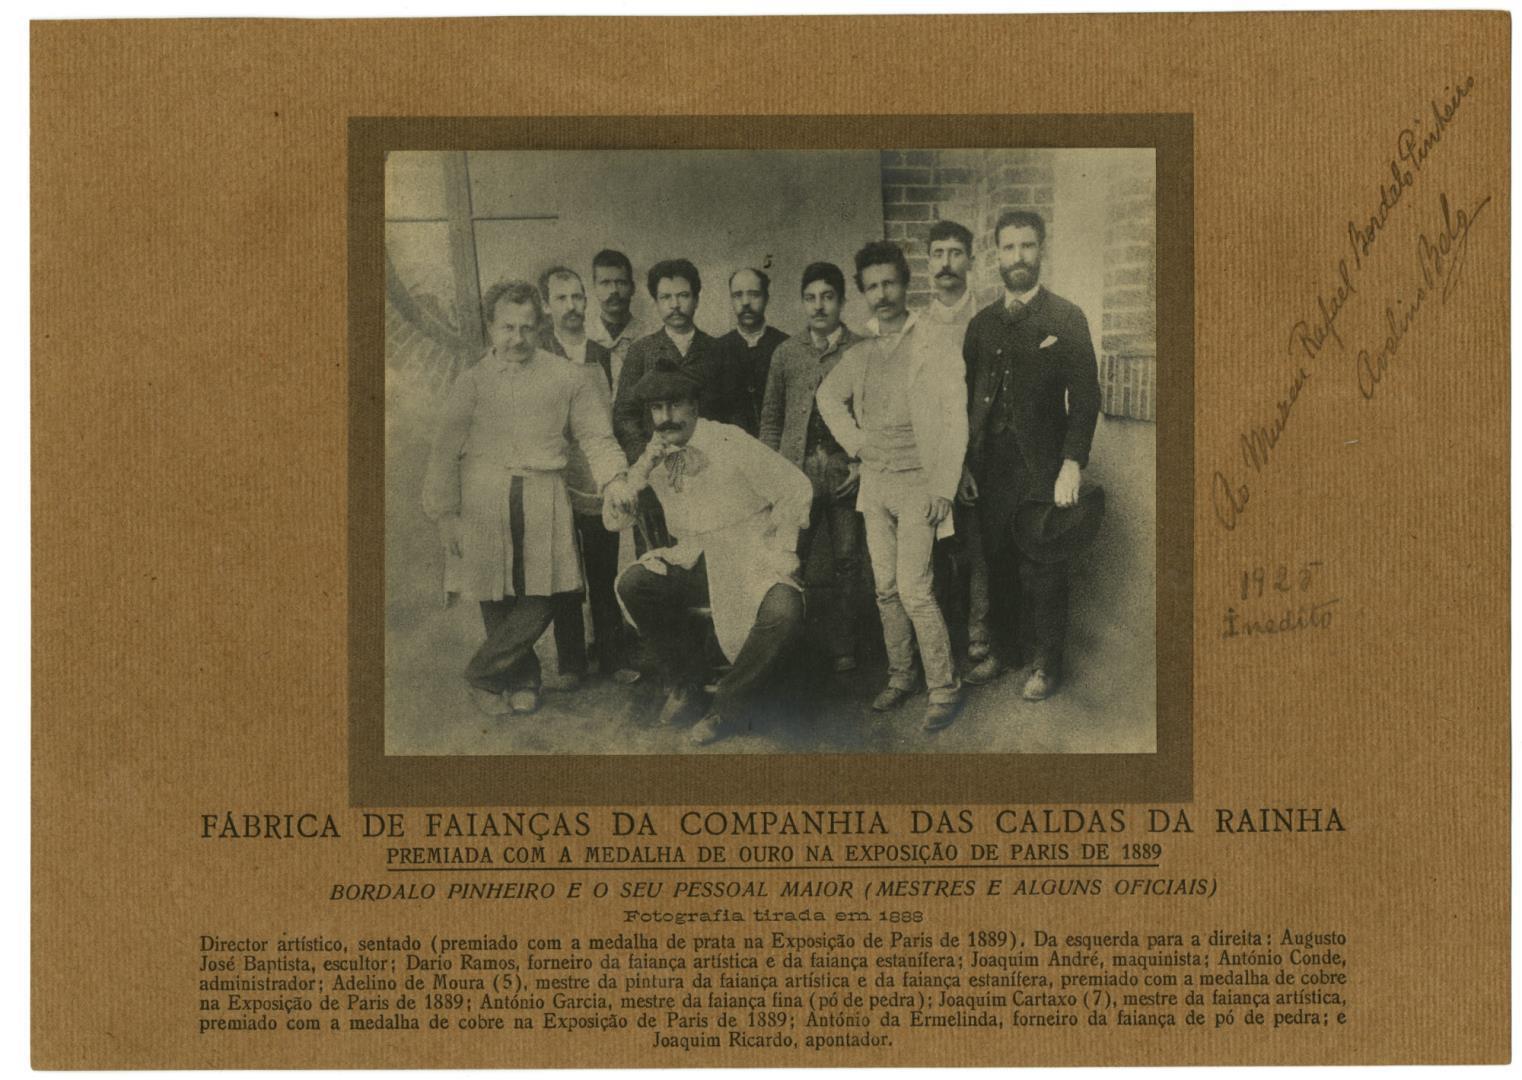 5
Ao Museu Rafael Bordalo Pinheiro
Avelino Belo
1925
Inédito
FÁBRICA DE FAIANÇAS DA COMPANHIA DAS CALDAS DA RAINHA
PREMIADA COM A MEDALHA DE OURO NA EXPOSIÇÃO DE PARIS DE 1889
BORDALO PINHEIRO E O SEU PESSOAL MAIOR (MESTRES E ALGUNS OFICIAIS)
Fotografia tirada em 1888
Director artístico, sentado (premiado com a medalha de prata na Exposição de Paris de 1889). Da esquerda para a direita: Augusto
José Baptista, escultor; Dario Ramos, forneiro da faiança artística e da faiança estanífera; Joaquim André, maquinista; António Conde,
administrador; Adelino de Moura (5), mestre da pintura da faiança artística e da faiança estanífera, premiado com a medalha de cobre
na Exposição de Paris de 1889; António Garcia, mestre da faiança fina (pó de pedra); Joaquim Cartaxo (7), mestre da faiança artística,
premiado com a medalha de cobre na Exposição de Paris de 1889; António da Ermelinda, forneiro da faiança de pó de pedra; e
Joaquim Ricardo, apontador.